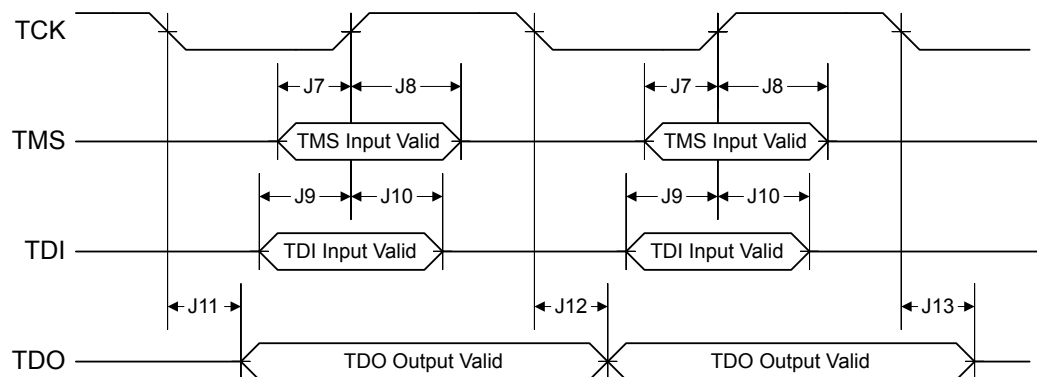 TCK
J7 J8 J7 J8
TMS TMS Input Valid TMS Input Valid
J9 J10 J9 J10
TDI TDI Input Valid TDI Input Valid
J11 J12 J13
TDO TDO Output Valid TDO Output Valid